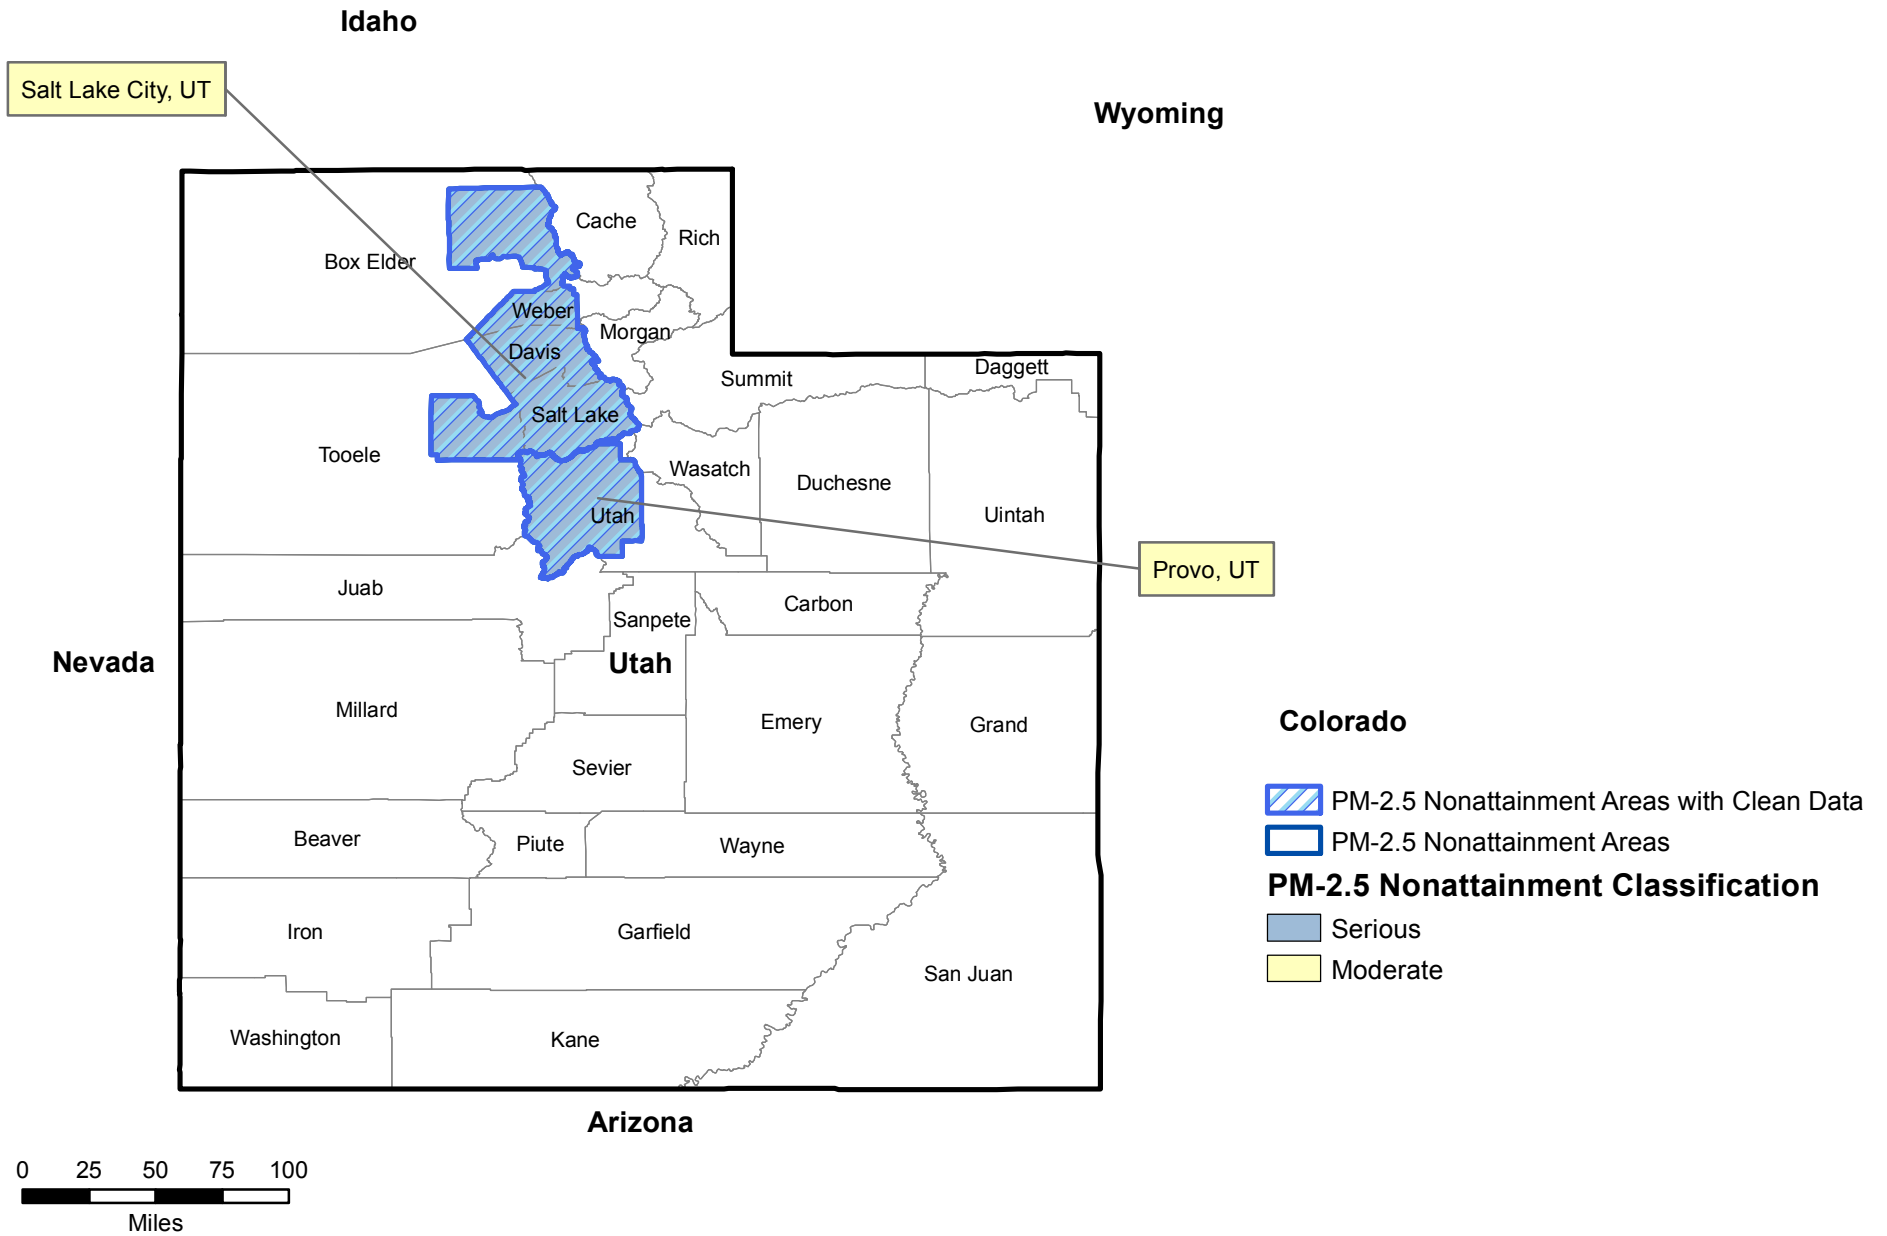 Idaho
Salt Lake City, UT
Wyoming
Cache
Rich
Box Elder
Weber
Morgan
Davis
Daggett
Summit
Salt Lake
Tooele
Wasatch
Duchesne
Utah
Uintah
Provo, UT
Juab
Carbon
Sanpete
Nevada
Utah
Millard
Emery
Grand
Colorado
Sevier
PM-2.5 Nonattainment Areas with Clean Data
Beaver
Piute
Wayne
PM-2.5 Nonattainment Areas
PM-2.5 Nonattainment Classification
Iron
Garfield
Serious
San Juan
Moderate
Washington
Kane
Arizona
0 25 50 75 100
Miles